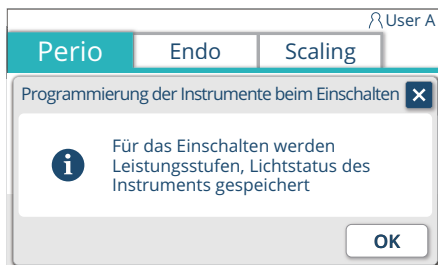 User A
Perio Endo Scaling
Programmierung der Instrumente beim Einschalten
Für das Einschalten werden
Leistungsstufen, Lichtstatus des
Instruments gespeichert
OK